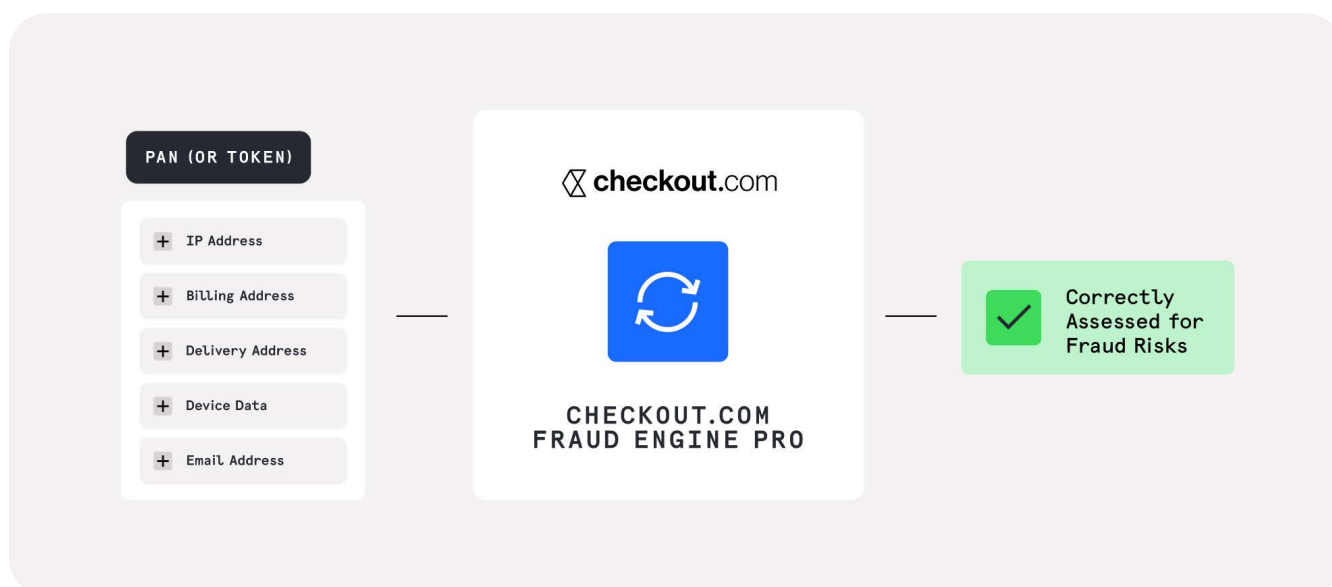 PAN (OR TOKEN)
IP Address
Billing Address
Delivery Address
Device Data
Email Address
checkout.com
CHECKOUT.COM
FRAUD ENGINE PRO
Correctly
Assessed for
Fraud Risks